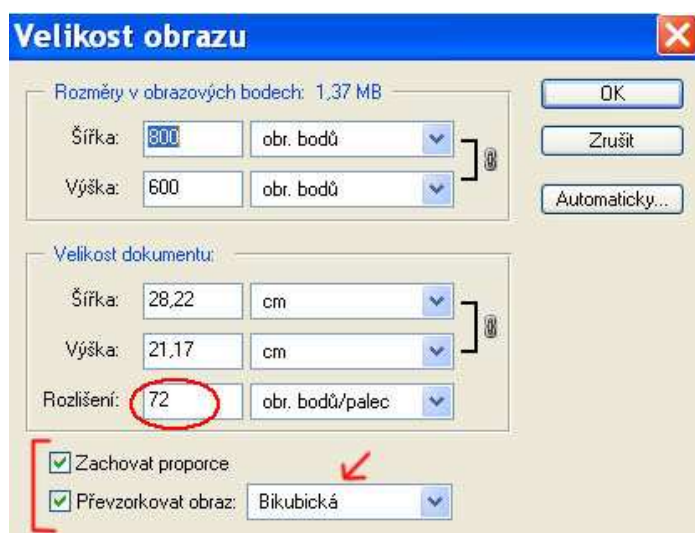 Velikost obrazu
Rozměry v obrazových bodech: 1,37 MB
OK
Šířka: 800 obr. bodů
Zrušit
Výška: 600 obr. bodů
Automaticky...
Velikost dokumentu:
Šířka: 28,22 cm
Výška: 21,17 cm
Rozlišení: 72 obr. bodů/palec
Zachovat proporce
Převzorkovat obraz: Bikubická